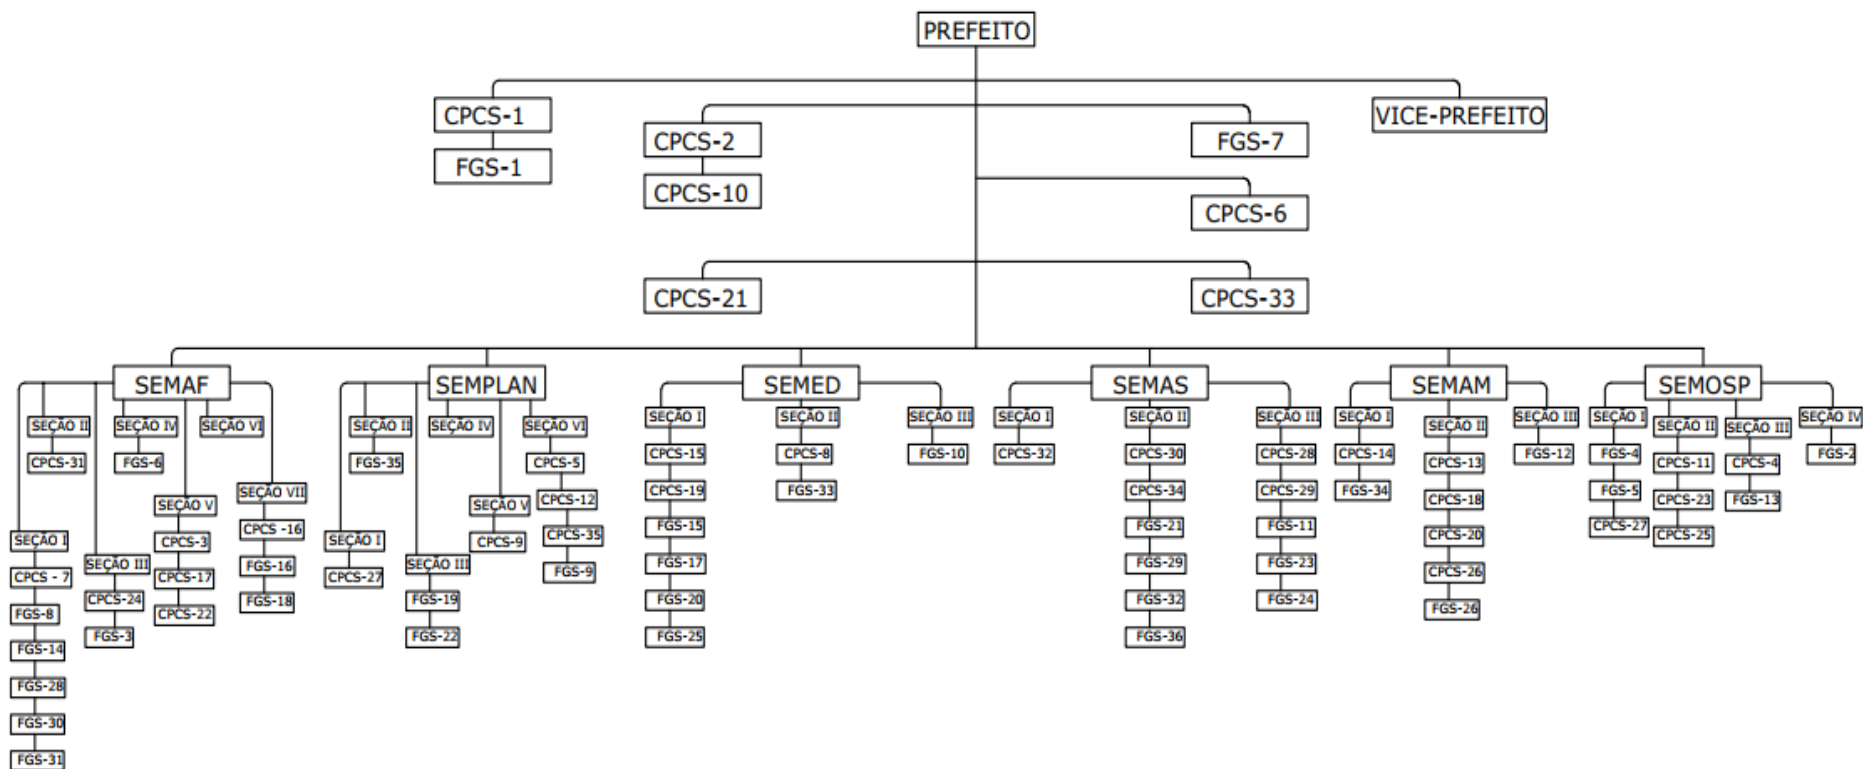 PREFEITO
CPCS-1
VICE-PREFEITO
FGS-1
CPCS-2
FGS-7
CPCS-10
CPCS-6
CPCS-21
CPCS-33
SEMAF
SEÇÃO I
CPCS - 7
FGS-8
FGS-14
FGS-28
FGS-30
FGS-31
SEÇÃO II
CPCS-31
SEÇÃO III
CPCS-24
FGS-3
SEÇÃO IV
FGS-6
SEÇÃO V
CPCS-3
CPCS-17
CPCS-22
SEÇÃO VI
SEÇÃO VII
CPCS -16
FGS-16
FGS-18
SEMPLAN
SEÇÃO I
CPCS-27
SEÇÃO II
FGS-35
SEÇÃO III
FGS-19
FGS-22
SEÇÃO IV
SEÇÃO V
CPCS-9
SEÇÃO VI
CPCS-5
CPCS-12
CPCS-35
FGS-9
SEMED
SEÇÃO I
CPCS-15
CPCS-19
FGS-15
FGS-17
FGS-20
FGS-25
SEÇÃO II
CPCS-8
FGS-33
SEÇÃO III
FGS-10
SEMAS
SEÇÃO I
CPCS-32
SEÇÃO II
CPCS-30
CPCS-34
FGS-21
FGS-29
FGS-32
FGS-36
SEÇÃO III
CPCS-28
CPCS-29
FGS-11
FGS-23
FGS-24
SEMAM
SEÇÃO I
CPCS-14
FGS-34
SEÇÃO II
CPCS-13
CPCS-18
CPCS-20
CPCS-26
FGS-26
SEÇÃO III
FGS-12
SEMOSP
SEÇÃO I
FGS-4
FGS-5
CPCS-27
SEÇÃO II
CPCS-11
CPCS-23
CPCS-25
SEÇÃO III
CPCS-4
FGS-13
SEÇÃO IV
FGS-2